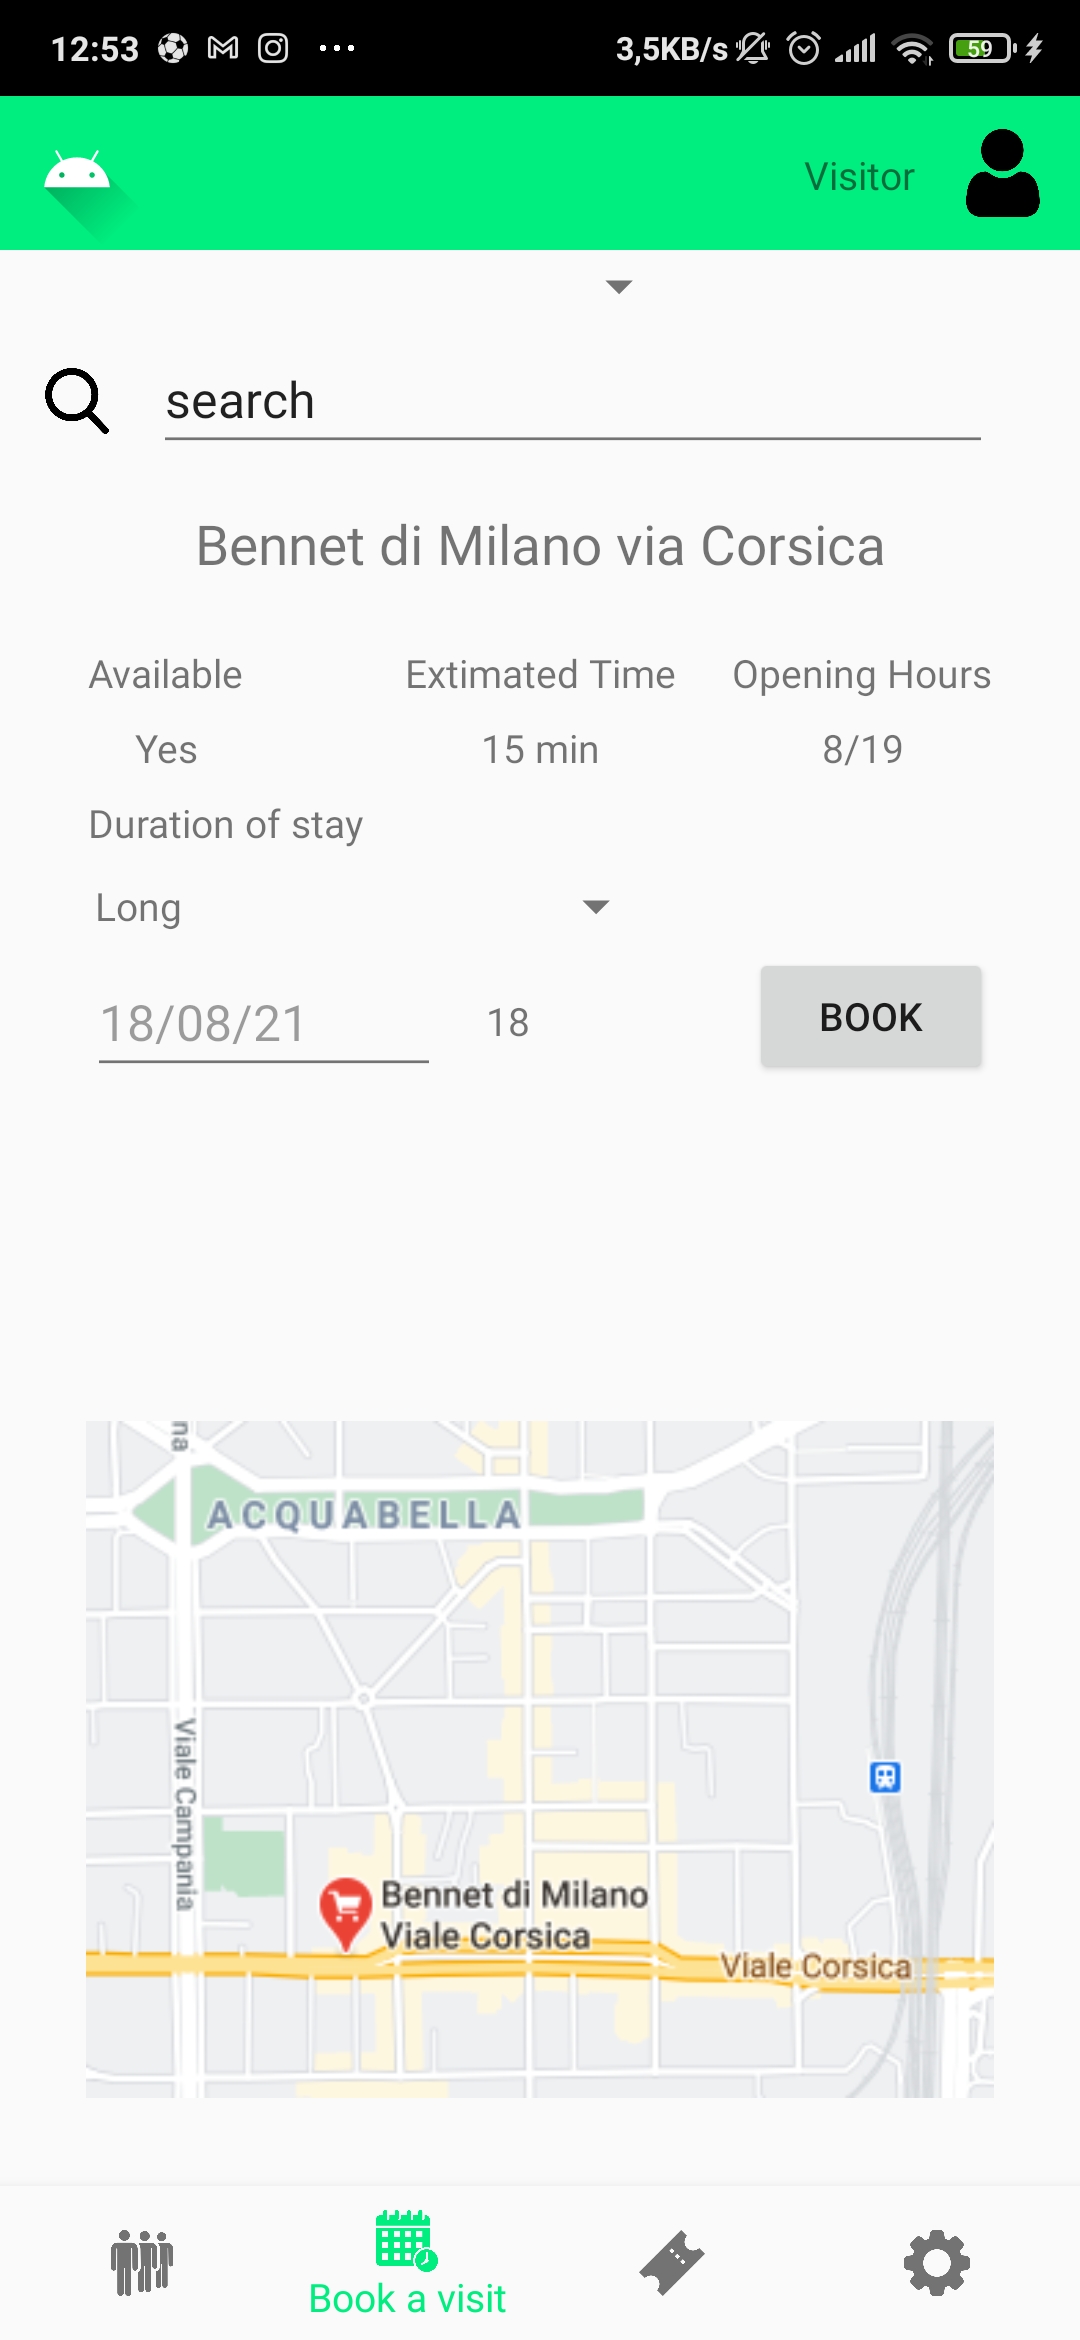 12:53
3,5KB/s
59
Visitor
search
Bennet di Milano via Corsica
Available
Extimated Time
Opening Hours
Yes
15 min
8/19
Duration of stay
Long
18/08/21
18
BOOK
na
ACQUABELLA
Viale Campania
Bennet di Milano
Viale Corsica
Viale Corsica
Book a visit